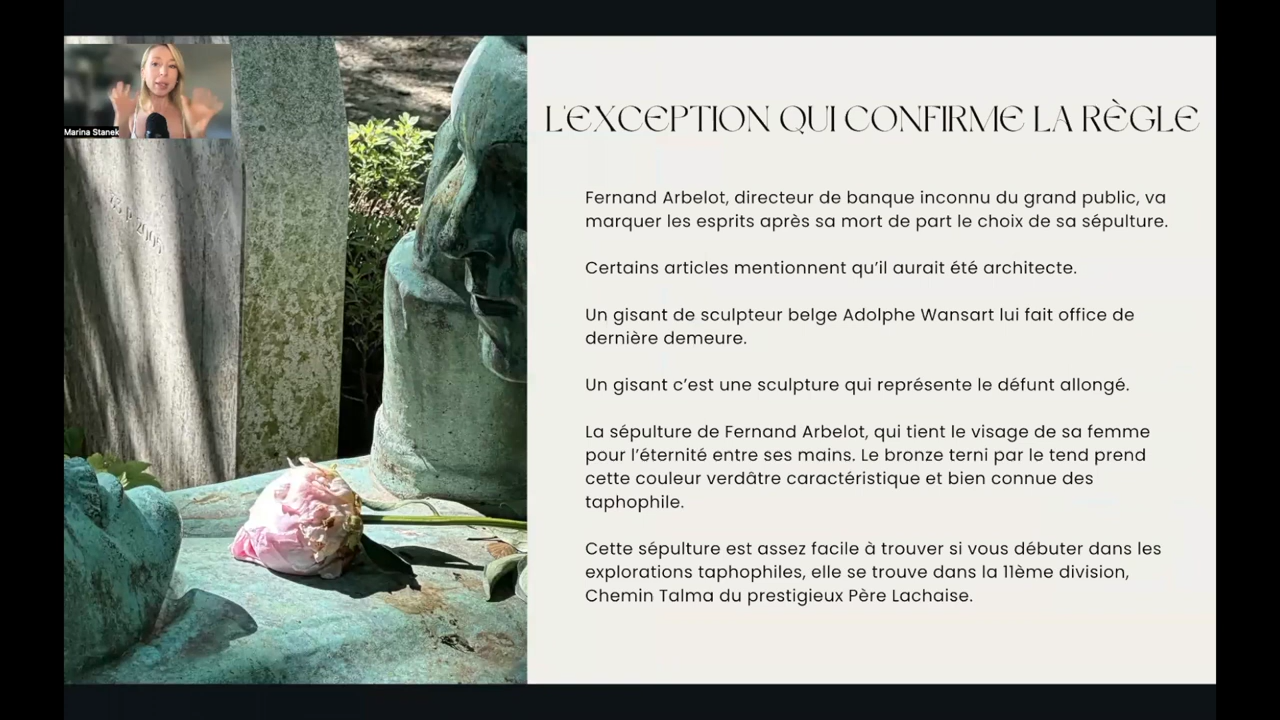 Marina Stanek
L'EXCEPTION QUI CONFIRME LA RÈGLE
Fernand Arbelot, directeur de banque inconnu du grand public, va
marquer les esprits après sa mort de part le choix de sa sépulture.
Certains articles mentionnent qu'il aurait été architecte.
Un gisant de sculpteur belge Adolphe Wansart lui fait office de
dernière demeure.
Un gisant c'est une sculpture qui représente le défunt allongé.
La sépulture de Fernand Arbelot, qui tient le visage de sa femme
pour l'éternité entre ses mains. Le bronze terni par le tend prend
cette couleur verdâtre caractéristique et bien connue des
taphophile.
Cette sépulture est assez facile à trouver si vous débuter dans les
explorations taphophiles, elle se trouve dans la 11ème division,
Chemin Talma du prestigieux Père Lachaise.